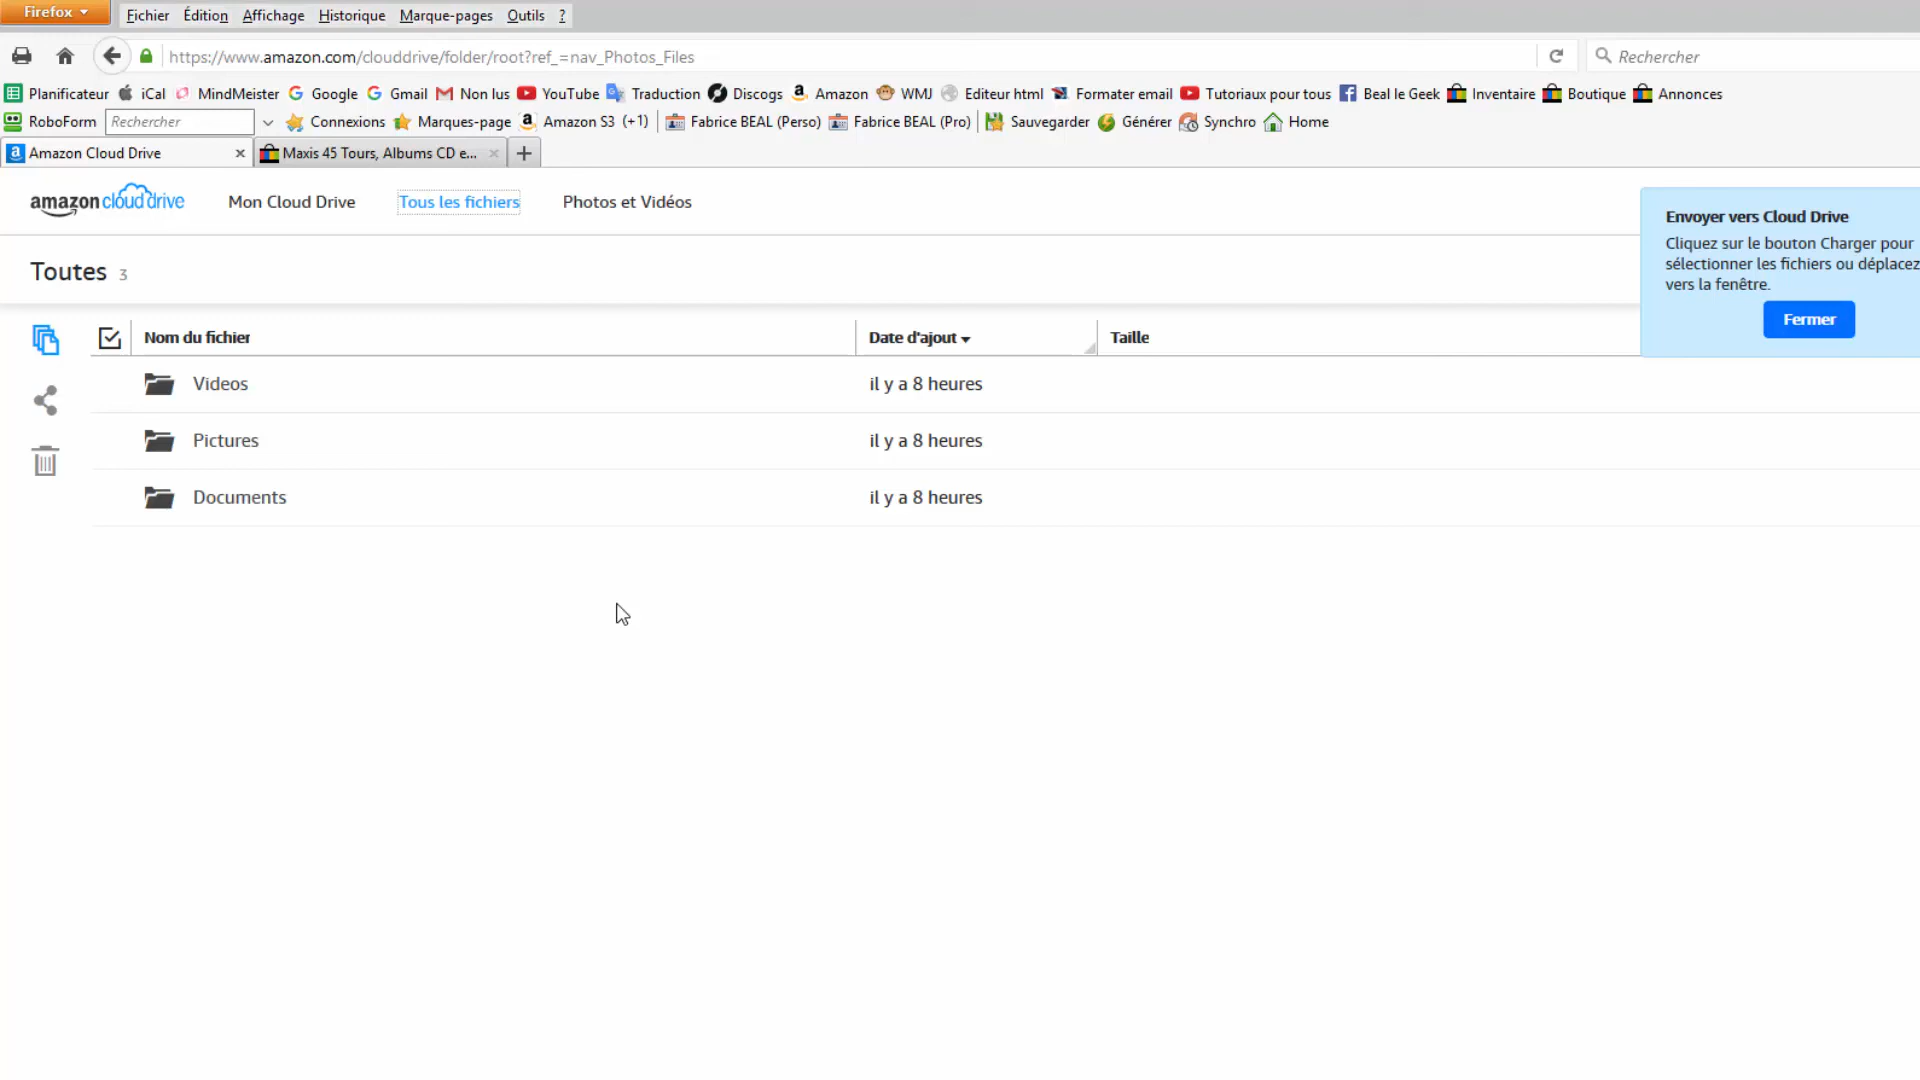 Firefox
Fichier Édition Affichage Historique Marque-pages Outils ?
https://www.amazon.com/clouddrive/folder/root?ref_=nav_Photos_Files
Rechercher
Planificateur iCal MindMeister Google Gmail Non lus YouTube Traduction Discogs Amazon WMJ Editeur html Formater email Tutoriaux pour tous Beal le Geek Inventaire Boutique Annonces
RoboForm Rechercher Connexions Marques-page Amazon S3 (+1) Fabrice BEAL (Perso) Fabrice BEAL (Pro) Sauvegarder Générer Synchro Home
Amazon Cloud Drive Maxis 45 Tours, Albums CD e...
amazon cloud drive Mon Cloud Drive Tous les fichiers Photos et Vidéos
Envoyer vers Cloud Drive
Cliquez sur le bouton Charger pour
sélectionner les fichiers ou déplacez
vers la fenêtre.
Fermer
Toutes 3
Nom du fichier Date d'ajout Taille
Videos il y a 8 heures
Pictures il y a 8 heures
Documents il y a 8 heures